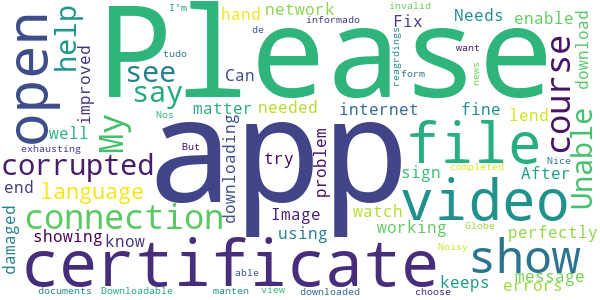 I'm
invalid
hand
network
informado
Needs
enable
Please
help
improved
tudo
de
Fix
reagrdings
want
open
see
Can
form
news
download
say
My
Nos
matter
needed
internet
fine
lend
course
Unable
well
downloading
app
file
corrupted
But
try
problem
exhausting
Nice
end
language
sign
After
completed
video
connection
Image
watch
working
Globe
perfectly
damaged
showing
know
using
certificate
keeps
Noisy
show
message
errors
able
documents
Downloadable
manten
view
downloaded
choose